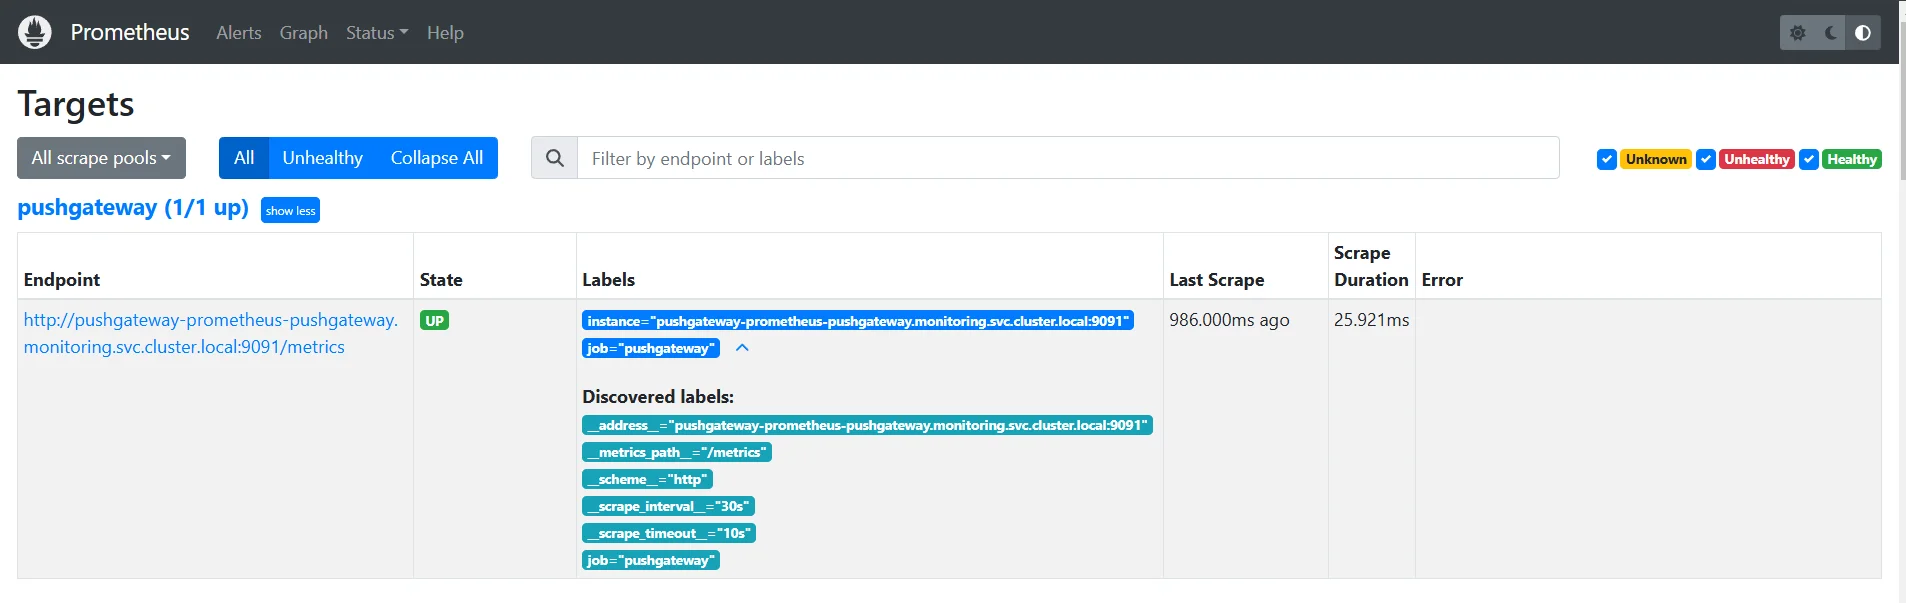 Prometheus Alerts Graph Status Help
Targets
All scrape pools All Unhealthy Collapse All Filter by endpoint or labels Unknown Unhealthy Healthy
pushgateway (1/1 up) show less
Endpoint State Labels Last Scrape Scrape Duration Error
http://pushgateway-prometheus-pushgateway.
monitoring.svc.cluster.local:9091/metrics
UP
instance="pushgateway-prometheus-pushgateway.monitoring.svc.cluster.local:9091"
job="pushgateway"
Discovered labels:
__address__="pushgateway-prometheus-pushgateway.monitoring.svc.cluster.local:9091"
__metrics_path__="/metrics"
__scheme__="http"
__scrape_interval__="30s"
__scrape_timeout__="10s"
job="pushgateway"
986.000ms ago
25.921ms